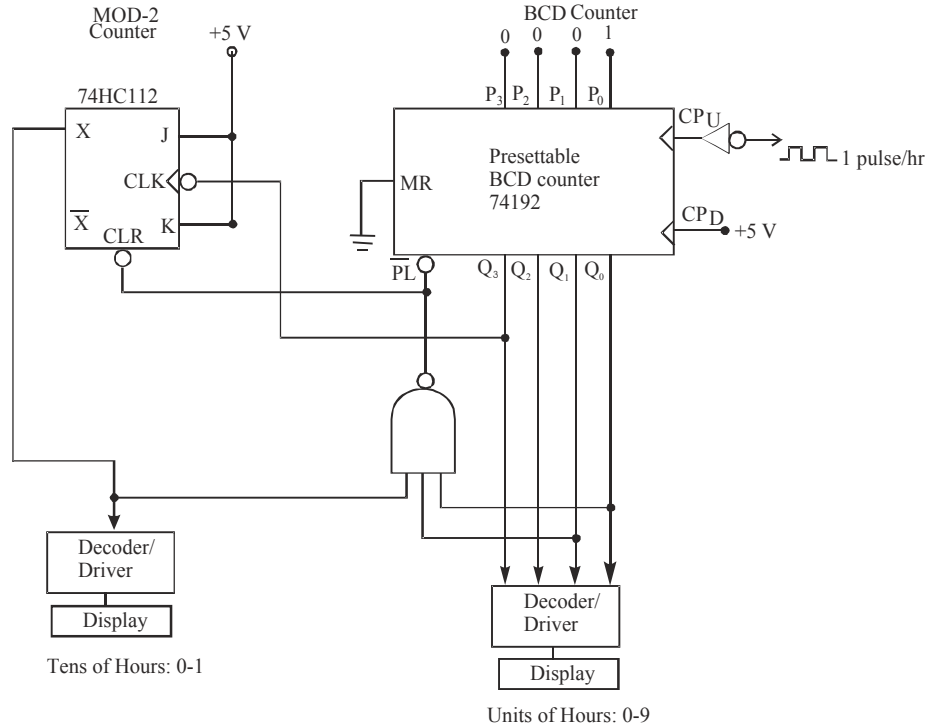 MOD-2
Counter
+5 V
BCD Counter
0 0 0 1
74HC112
P3 P2 P1 P0
X
J
CPU
CLK
MR
Presettable
BCD counter
74192
1 pulse/hr
X
K
CLR
CPD
+5 V
PL
Q3 Q2 Q1 Q0
Decoder/
Driver
Display
Tens of Hours: 0-1
Decoder/
Driver
Display
Units of Hours: 0-9